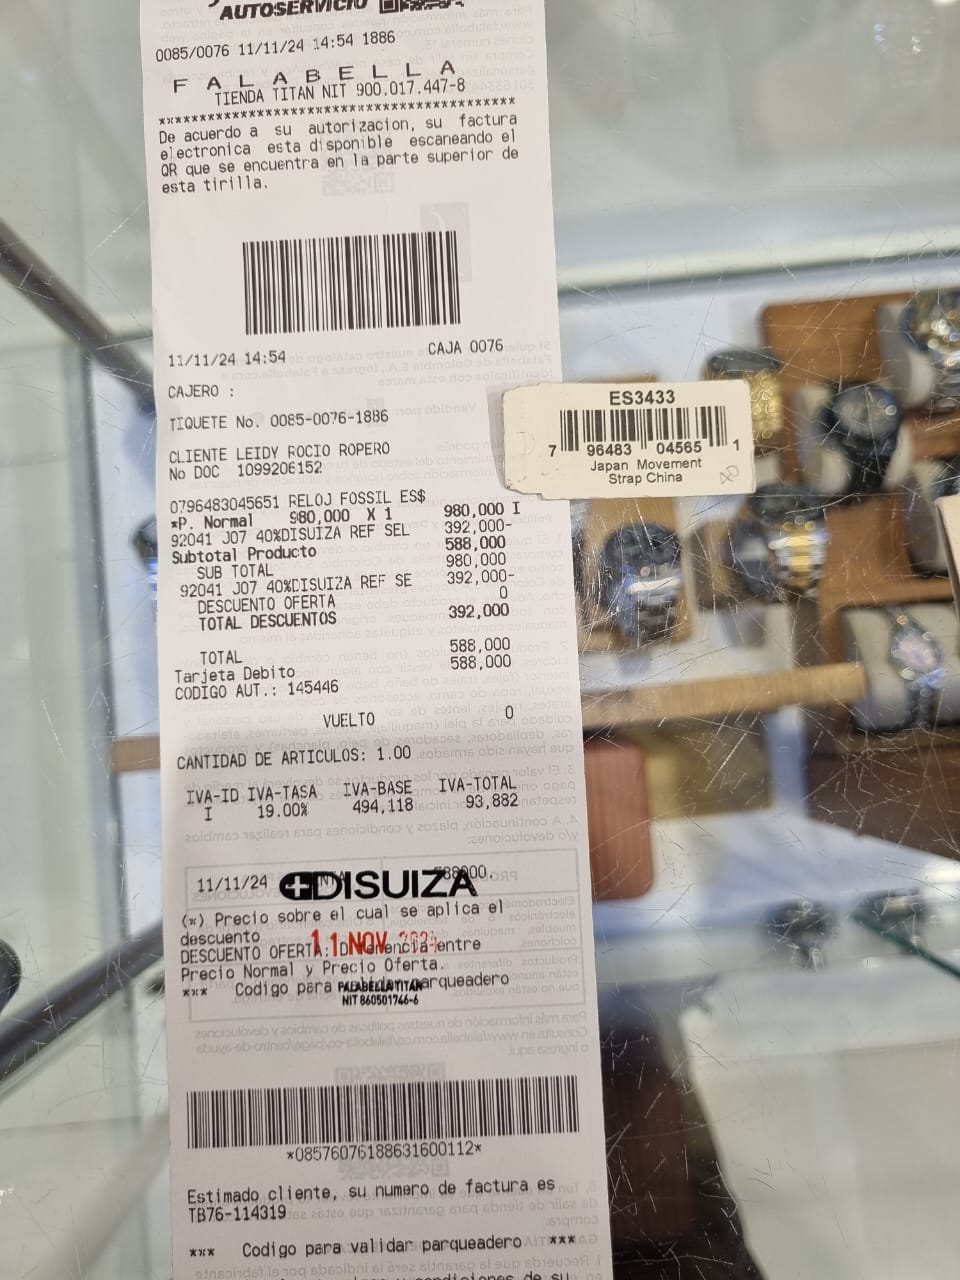 AUTOSERVICIO
0085/0076 11/11/24 14:54 1886
F A L A B E L L A
TIENDA TITAN NIT 900.017.447-8
****************************************
De acuerdo a su autorizacion, su factura
electronica esta disponible escaneando el
QR que se encuentra en la parte superior de
esta tirilla.
11/11/24 14:54 CAJA 0076
CAJERO :
TIQUETE No. 0085-0076-1886
CLIENTE LEIDY ROCIO ROPERO
No DOC 1099206152
0796483045651 RELOJ FOSSIL ES$
*P. Normal 980,000 X 1 980,000 I
92041 J07 40%DISUIZA REF SEL 392,000-
Subtotal Producto 588,000
SUB TOTAL 980,000
92041 J07 40%DISUIZA REF SE 392,000-
DESCUENTO OFERTA 0
TOTAL DESCUENTOS 392,000
TOTAL 588,000
Tarjeta Debito 588,000
CODIGO AUT.: 145446
VUELTO 0
CANTIDAD DE ARTICULOS: 1.00
IVA-ID IVA-TASA IVA-BASE IVA-TOTAL
I 19.00% 494,118 93,882
11/11/24 588000.
DISUIZA
(*) Precio sobre el cual se aplica el
descuento
11 NOV
DESCUENTO OFERTA: entre
Precio Normal y Precio Oferta.
*** Codigo para parqueadero
FALABELLA TITAN
NIT 860501746-6
*08576076188631600112*
Estimado cliente, su numero de factura es
TB76-114319
*** Codigo para validar parqueadero ***
de su
ES3433
7 96483 04565 1
Japan Movement
Strap China
40